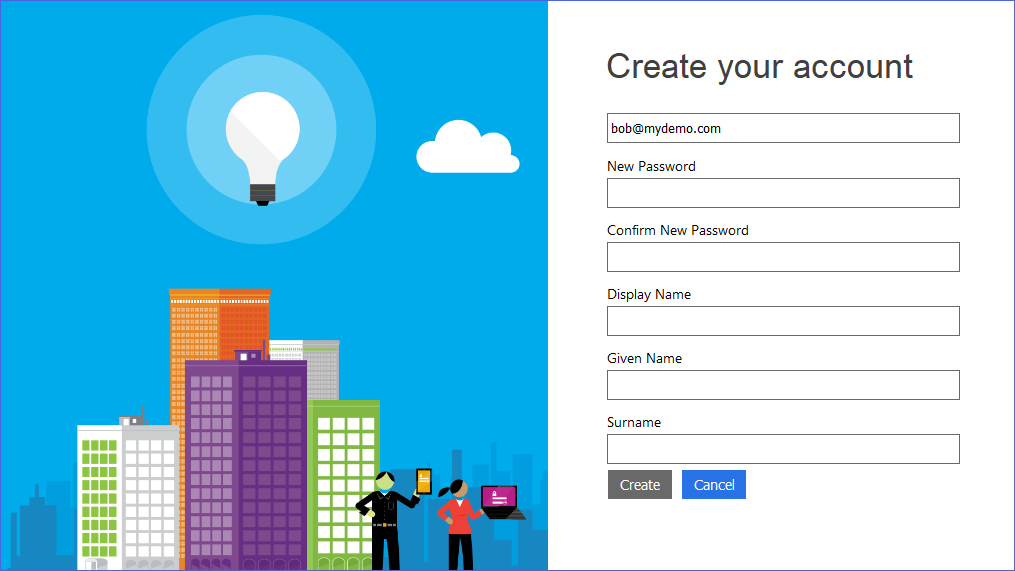 Create your account
bob@mydemo.com
New Password
Confirm New Password
Display Name
Given Name
Surname
Create Cancel